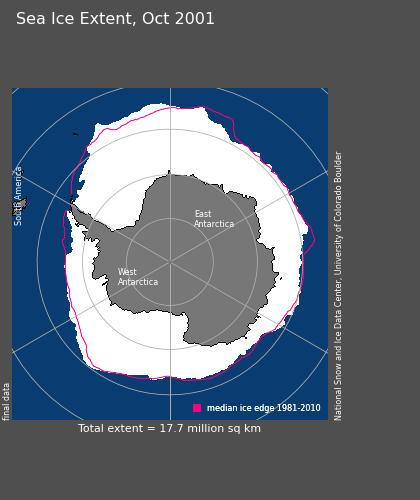 Sea Ice Extent, Oct 2001
South America
East
Antarctica
West
Antarctica
National Snow and Ice Data Center, University of Colorado Boulder
final data
median ice edge 1981-2010
Total extent = 17.7 million sq km